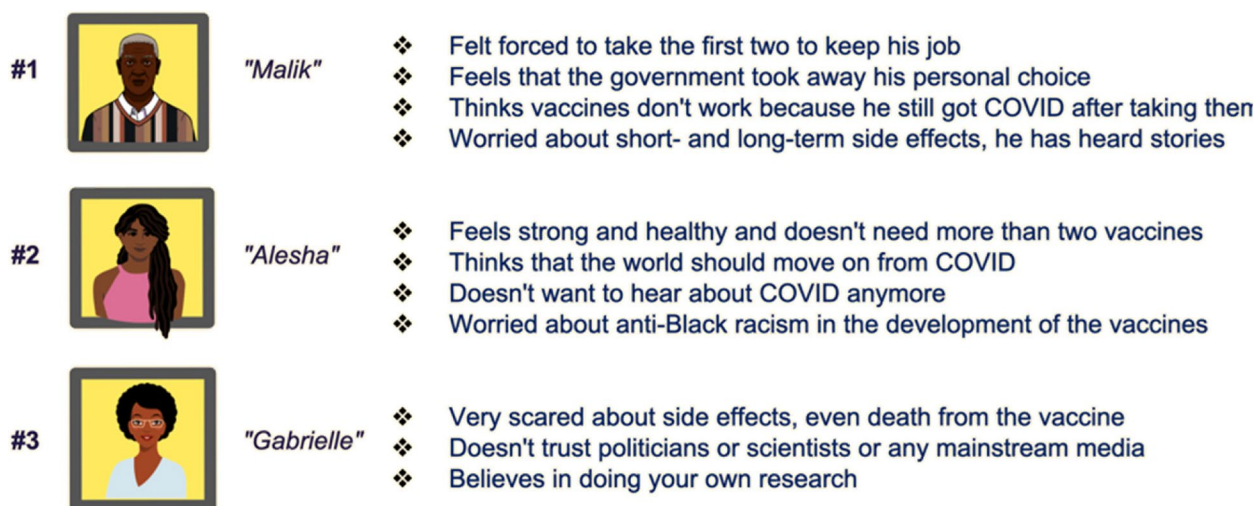 #1
"Malik"
❖ Felt forced to take the first two to keep his job
❖ Feels that the government took away his personal choice
❖ Thinks vaccines don't work because he still got COVID after taking them
❖ Worried about short- and long-term side effects, he has heard stories
#2
"Alesha"
❖ Feels strong and healthy and doesn't need more than two vaccines
❖ Thinks that the world should move on from COVID
❖ Doesn't want to hear about COVID anymore
❖ Worried about anti-Black racism in the development of the vaccines
#3
"Gabrielle"
❖ Very scared about side effects, even death from the vaccine
❖ Doesn't trust politicians or scientists or any mainstream media
❖ Believes in doing your own research